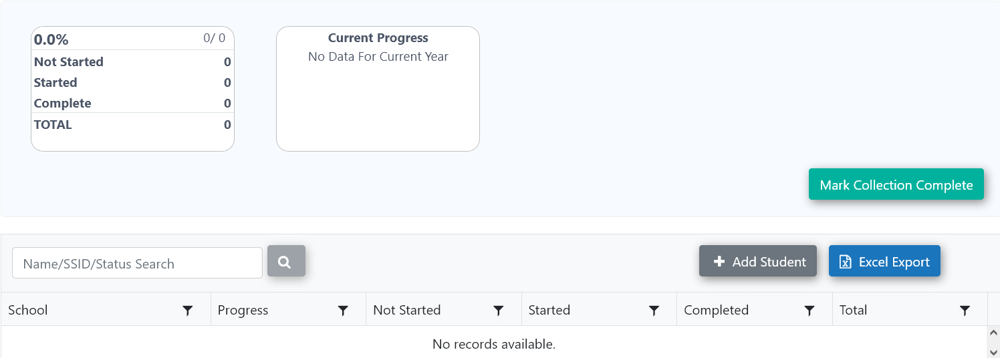 0.0% 0/ 0
Not Started 0
Started 0
Complete 0
TOTAL 0
Current Progress
No Data For Current Year
Mark Collection Complete
Name/SSID/Status Search
Add Student
Excel Export
School Progress Not Started Started Completed Total
No records available.